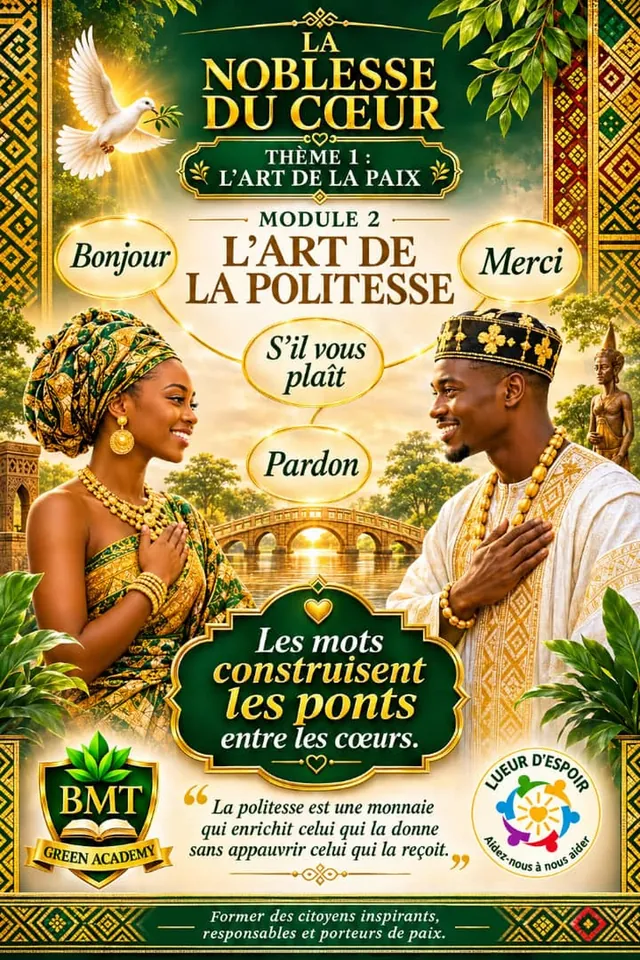 LA
NOBLESSE
DU CŒUR
THÈME 1 :
L'ART DE LA PAIX
MODULE 2
L'ART DE
LA POLITESSE
Bonjour
Merci
S'il vous
plaît
Pardon
Les mots
construisent
les ponts
entre les cœurs.
BMT
GREEN ACADEMY
“La politesse est une monnaie
qui enrichit celui qui la donne
sans appauvrir celui qui la reçoit.”
LUEUR D'ESPOIR
Aidez-nous à nous aider
Former des citoyens inspirants,
responsables et porteurs de paix.